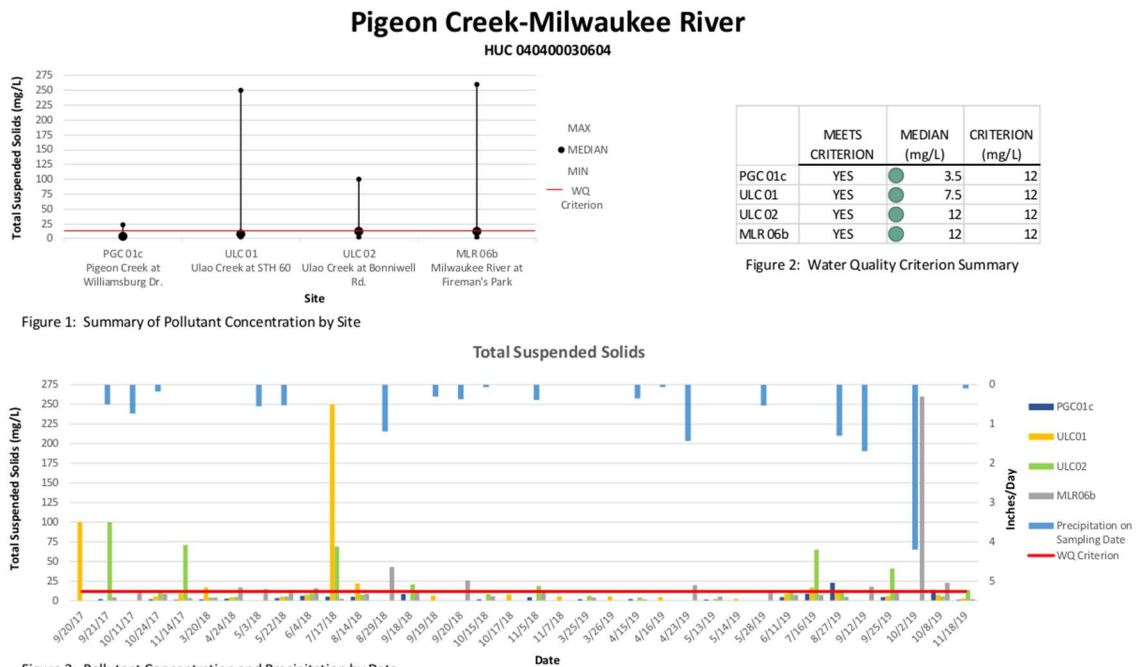 Pigeon Creek-Milwaukee River
HUC 040400030604
Total Suspended Solids (mg/L)
275
250
225
200
175
150
125
100
75
50
25
0
PGC 01c
Pigeon Creek at
Williamsburg Dr.
ULC 01
Ulao Creek at STH 60
ULC 02
Ulao Creek at Bonniwell
Rd.
MLR 06b
Milwaukee River at
Fireman's Park
Site
MAX
MEDIAN
MIN
WQ
Criterion
Figure 1: Summary of Pollutant Concentration by Site
MEETS CRITERION MEDIAN (mg/L) CRITERION (mg/L)
PGC 01c YES 3.5 12
ULC 01 YES 7.5 12
ULC 02 YES 12 12
MLR 06b YES 12 12
Figure 2: Water Quality Criterion Summary
Total Suspended Solids
Total Suspended Solids (mg/L)
275
250
225
200
175
150
125
100
75
50
25
0
0
1
2
3
4
5
Inches/Day
9/20/17
9/21/17
10/11/17
10/24/17
11/14/17
3/20/18
4/24/18
5/3/18
5/22/18
6/4/18
7/17/18
8/14/18
8/29/18
9/18/18
9/19/18
9/20/18
10/15/18
10/17/18
11/5/18
11/7/18
3/25/19
3/26/19
4/15/19
4/16/19
4/23/19
5/13/19
5/14/19
5/28/19
6/11/19
7/16/19
8/27/19
9/12/19
9/25/19
10/2/19
10/8/19
11/18/19
Date
PGC01c
ULC01
ULC02
MLR06b
Precipitation on
Sampling Date
WQ Criterion
Figure 3: Pollutant Concentration and Precipitation by Date